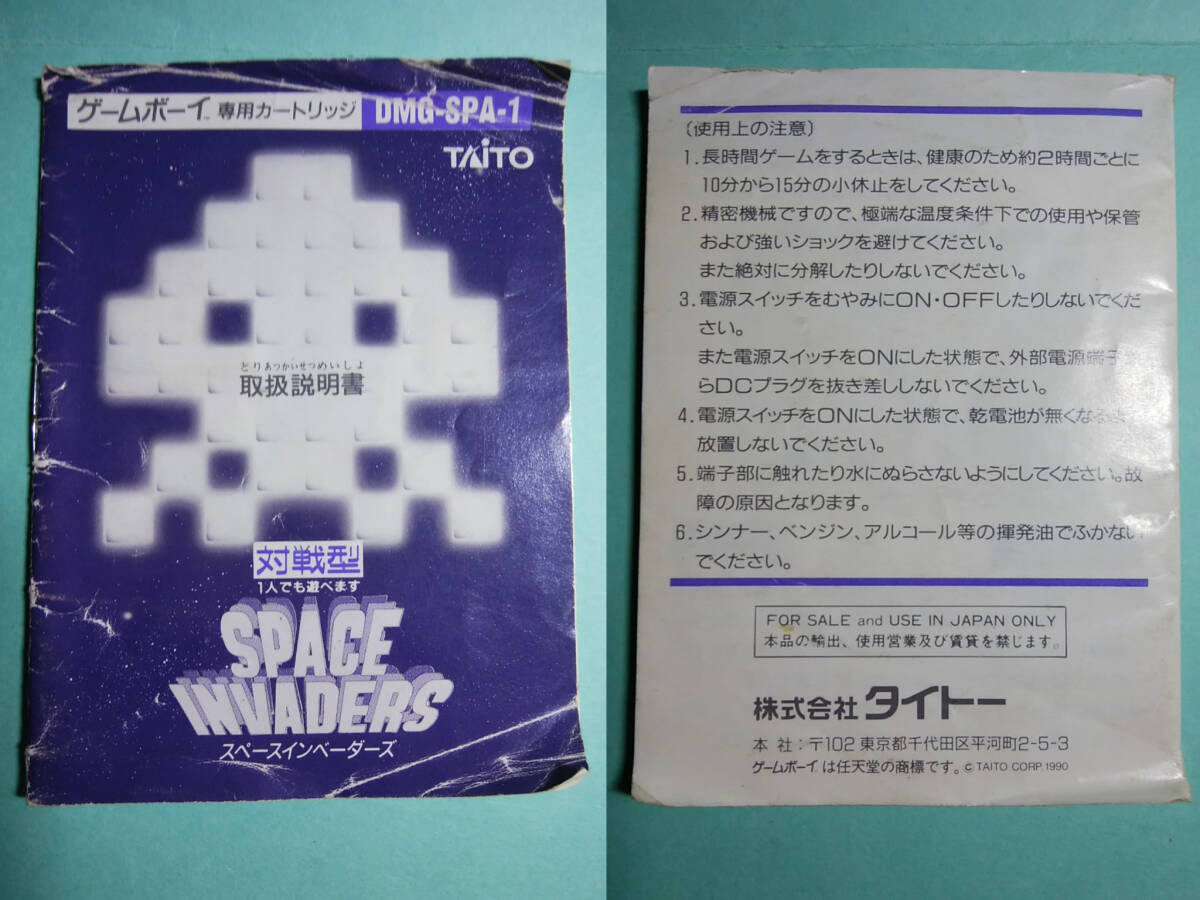 ゲームボーイ™専用カートリッジ DMG-SPA-1
TAiTO
とりあつかいせつめいしょ
取扱説明書
対戦型
1人でも遊べます
SPACE
INVADERS
スペースインベーダーズ
〔使用上の注意〕
1.長時間ゲームをするときは、健康のため約2時間ごとに
10分から15分の小休止をしてください。
2.精密機械ですので、極端な温度条件下での使用や保管
および強いショックを避けてください。
また絶対に分解したりしないでください。
3.電源スイッチをむやみにON・OFFしたりしないでくだ
さい。
また電源スイッチをONにした状態で、外部電源端子
らDCプラグを抜き差ししないでください。
4.電源スイッチをONにした状態で、乾電池が無くなるま
放置しないでください。
5.端子部に触れたり水にぬらさないようにしてください。故
障の原因となります。
6.シンナー、ベンジン、アルコール等の揮発油でふかない
でください。
FOR SALE and USE IN JAPAN ONLY
本品の輸出、使用営業及び賃貸を禁じます。
株式会社 タイトー
本 社：〒102 東京都千代田区平河町2-5-3
ゲームボーイは任天堂の商標です。© TAITO CORP. 1990